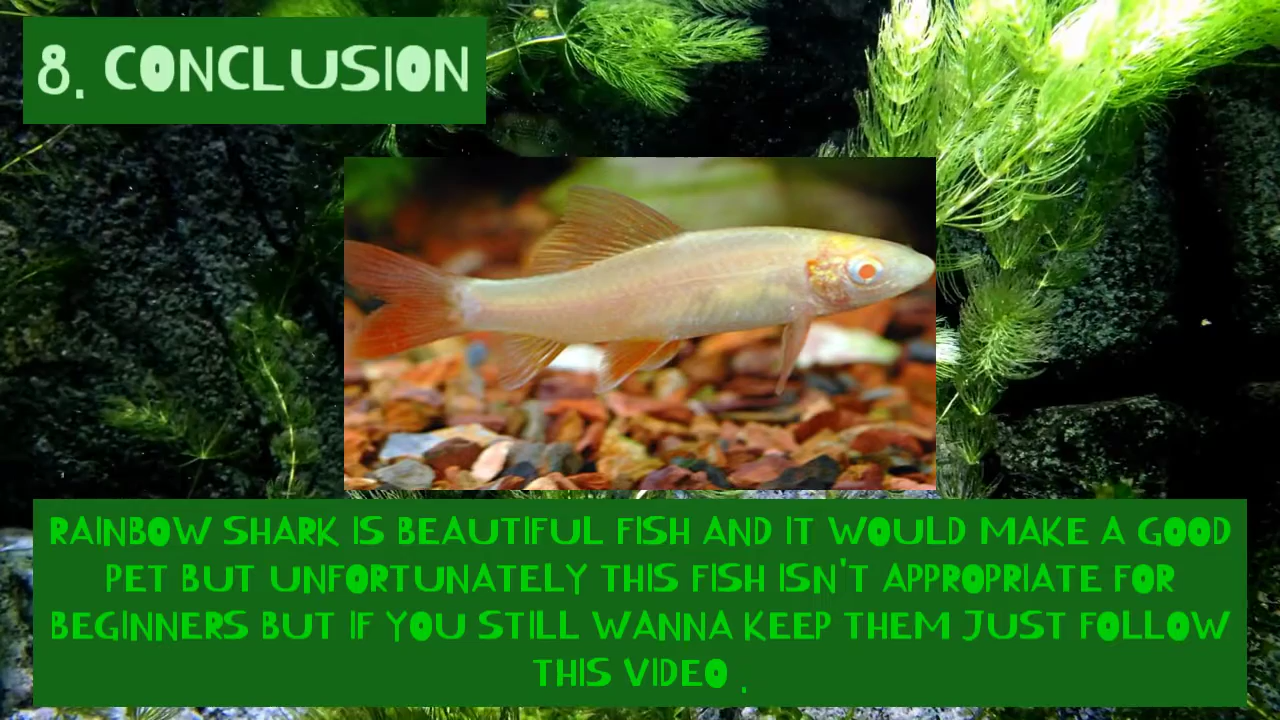 8. CONCLUSION
RAINBOW SHARK IS BEAUTIFUL FISH AND IT WOULD MAKE A GOOD
PET BUT UNFORTUNATELY THIS FISH ISN'T APPROPRIATE FOR
BEGINNERS BUT IF YOU STILL WANNA KEEP THEM JUST FOLLOW
THIS VIDEO .